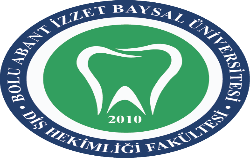 BOLU ABANT İZZET BAYSAL ÜNİVERSİTESİ
2010
DİŞ HEKİMLİĞİ FAKÜLTESİ